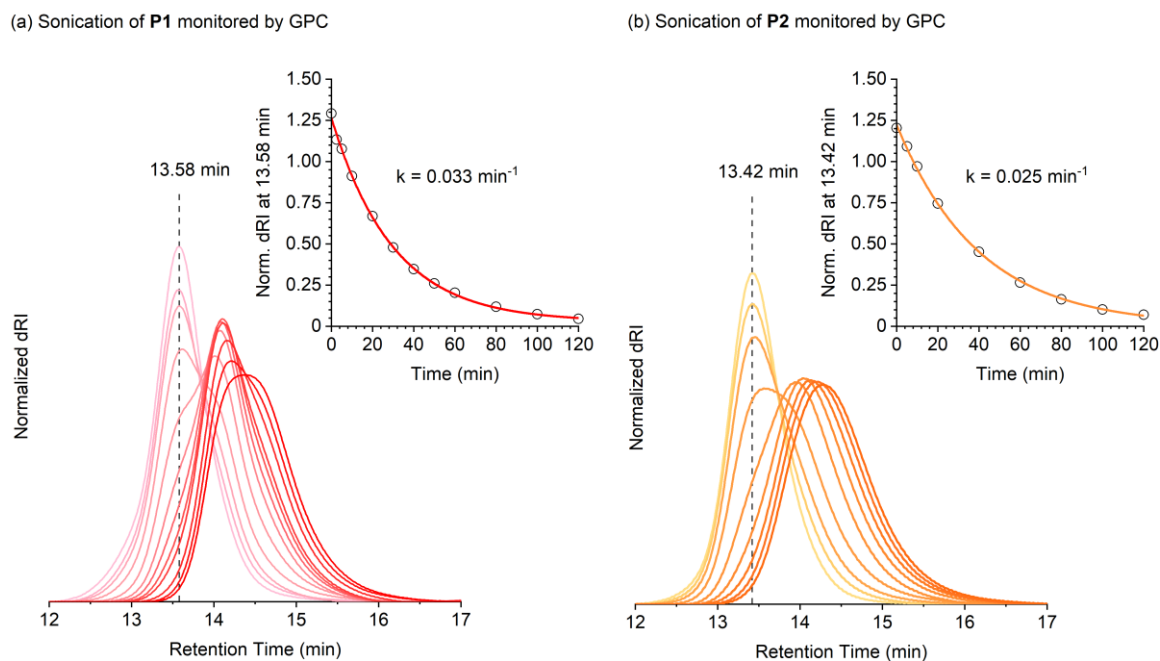 (a) Sonication of P1 monitored by GPC
13.58 min
Norm. dRI at 13.58 min
1.50
1.25
1.00
0.75
0.50
0.25
0
k = 0.033 min⁻¹
0 20 40 60 80 100 120
Time (min)
Normalized dRI
12 13 14 15 16 17
Retention Time (min)
(b) Sonication of P2 monitored by GPC
13.42 min
Norm. dRI at 13.42 min
1.50
1.25
1.00
0.75
0.50
0.25
0
k = 0.025 min⁻¹
0 20 40 60 80 100 120
Time (min)
Normalized dRI
12 13 14 15 16 17
Retention Time (min)